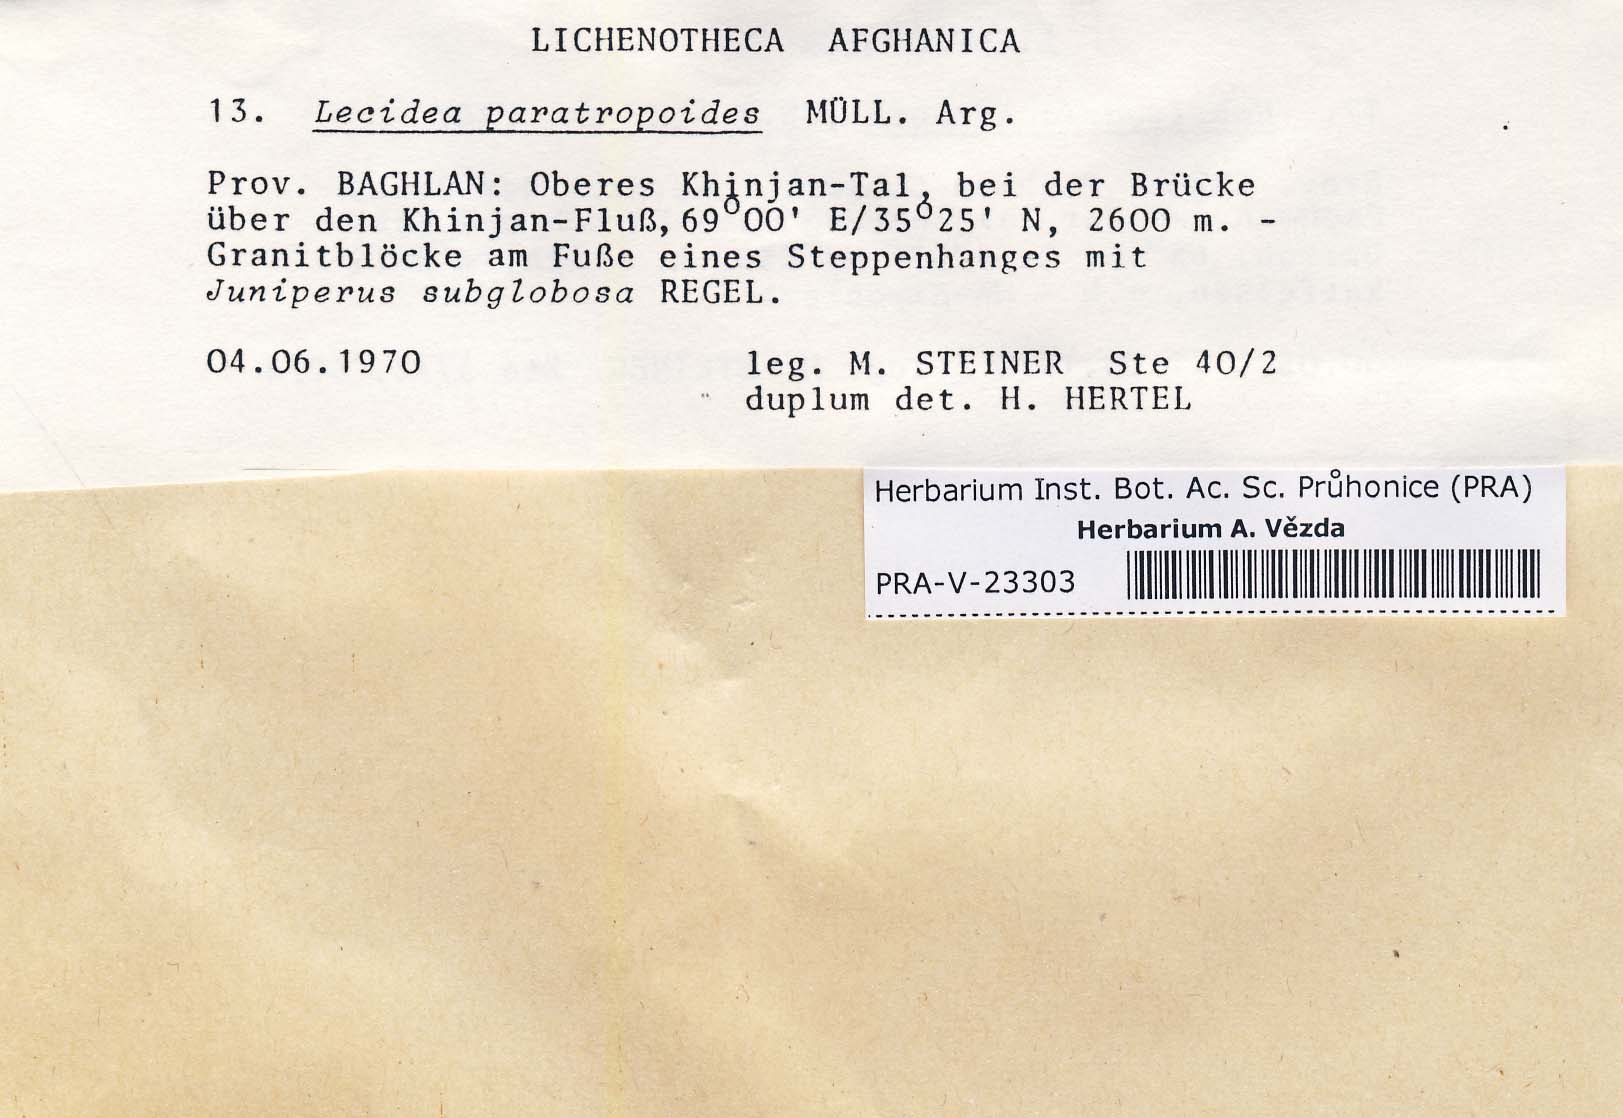 LICHENOTHECA AFGHANICA
13. Lecidea paratropoides MÜLL. Arg.
Prov. BAGHLAN: Oberes Khinjan-Tal, bei der Brücke
über den Khinjan-Fluß, 69°00' E/35°25' N, 2600 m. -
Granitblöcke am Fuße eines Steppenhanges mit
Juniperus subglobosa REGEL.
04.06.1970 leg. M. STEINER Ste 40/2
duplum det. H. HERTEL
Herbarium Inst. Bot. Ac. Sc. Průhonice (PRA)
Herbarium A. Vězda
PRA-V-23303